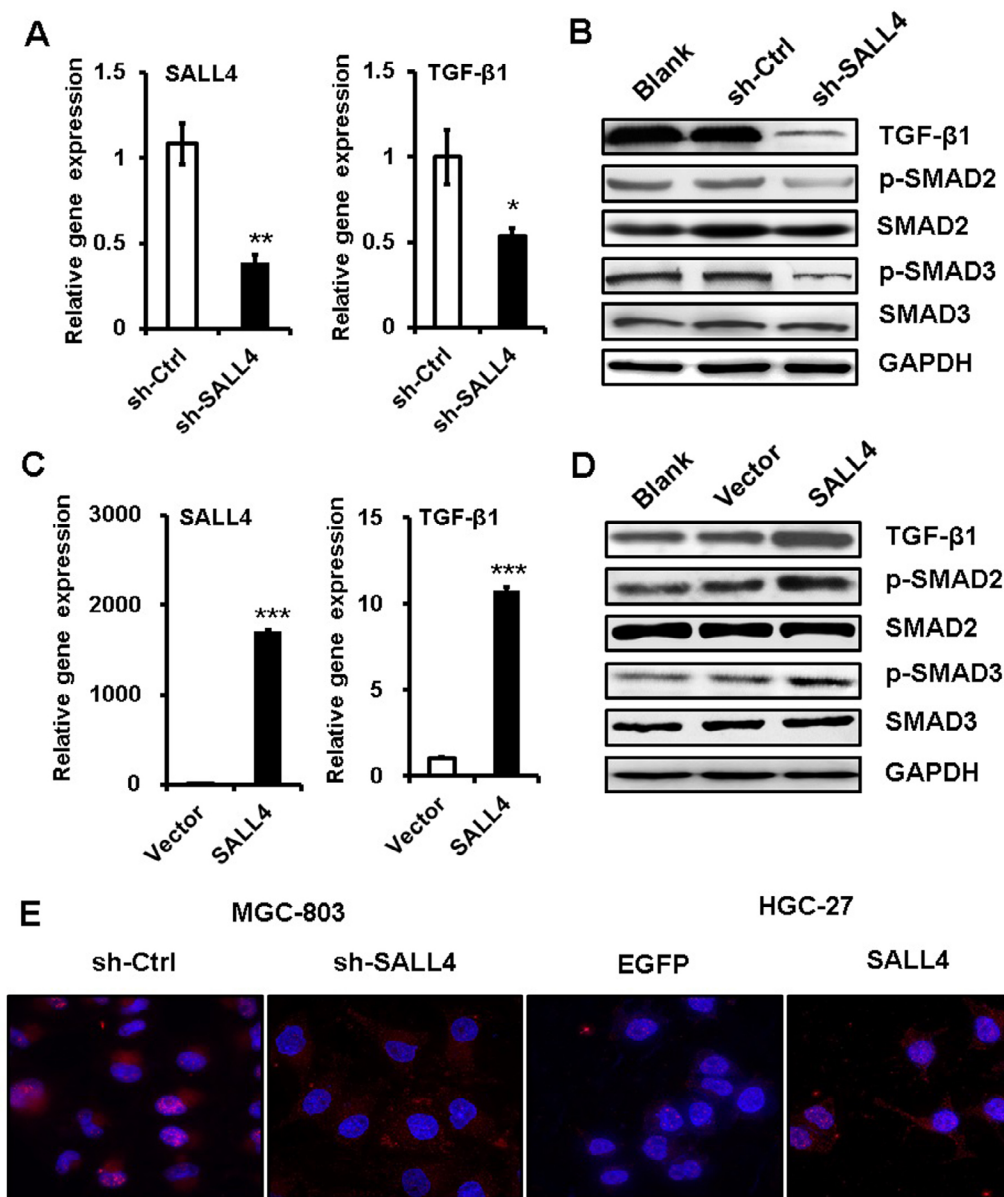 A
SALL4
TGF-β1
Relative gene expression
1.5
1
0.5
0
**
sh-Ctrl
sh-SALL4
Relative gene expression
1.5
1
0.5
0
*
sh-Ctrl
sh-SALL4
B
Blank
sh-Ctrl
sh-SALL4
TGF-β1
p-SMAD2
SMAD2
p-SMAD3
SMAD3
GAPDH
C
SALL4
TGF-β1
Relative gene expression
3000
2000
1000
0
***
Vector
SALL4
Relative gene expression
15
10
5
0
***
Vector
SALL4
D
Blank
Vector
SALL4
TGF-β1
p-SMAD2
SMAD2
p-SMAD3
SMAD3
GAPDH
E
MGC-803
HGC-27
sh-Ctrl
sh-SALL4
EGFP
SALL4